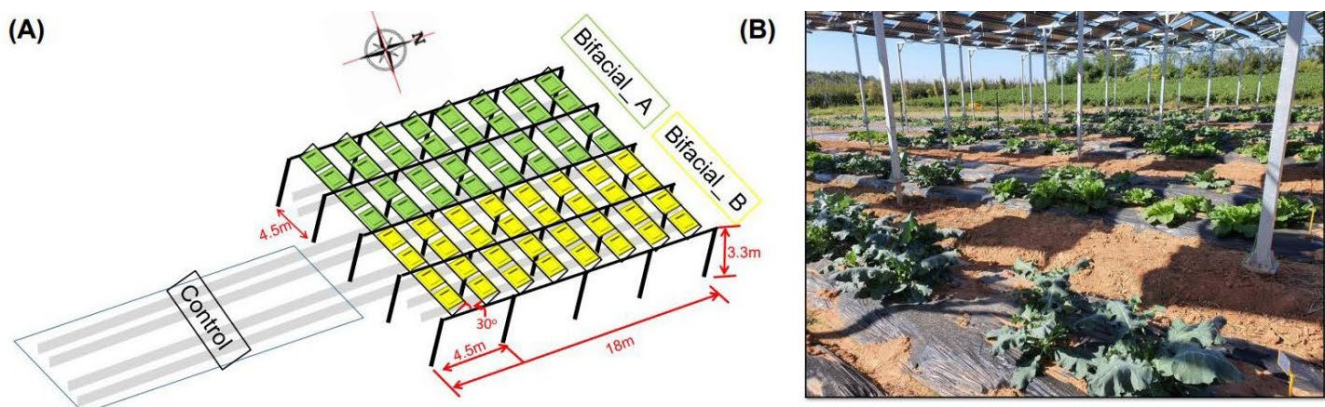 (A)
N
Bifacial_A
Bifacial_B
4.5m
3.3m
Control
30°
4.5m
18m
(B)